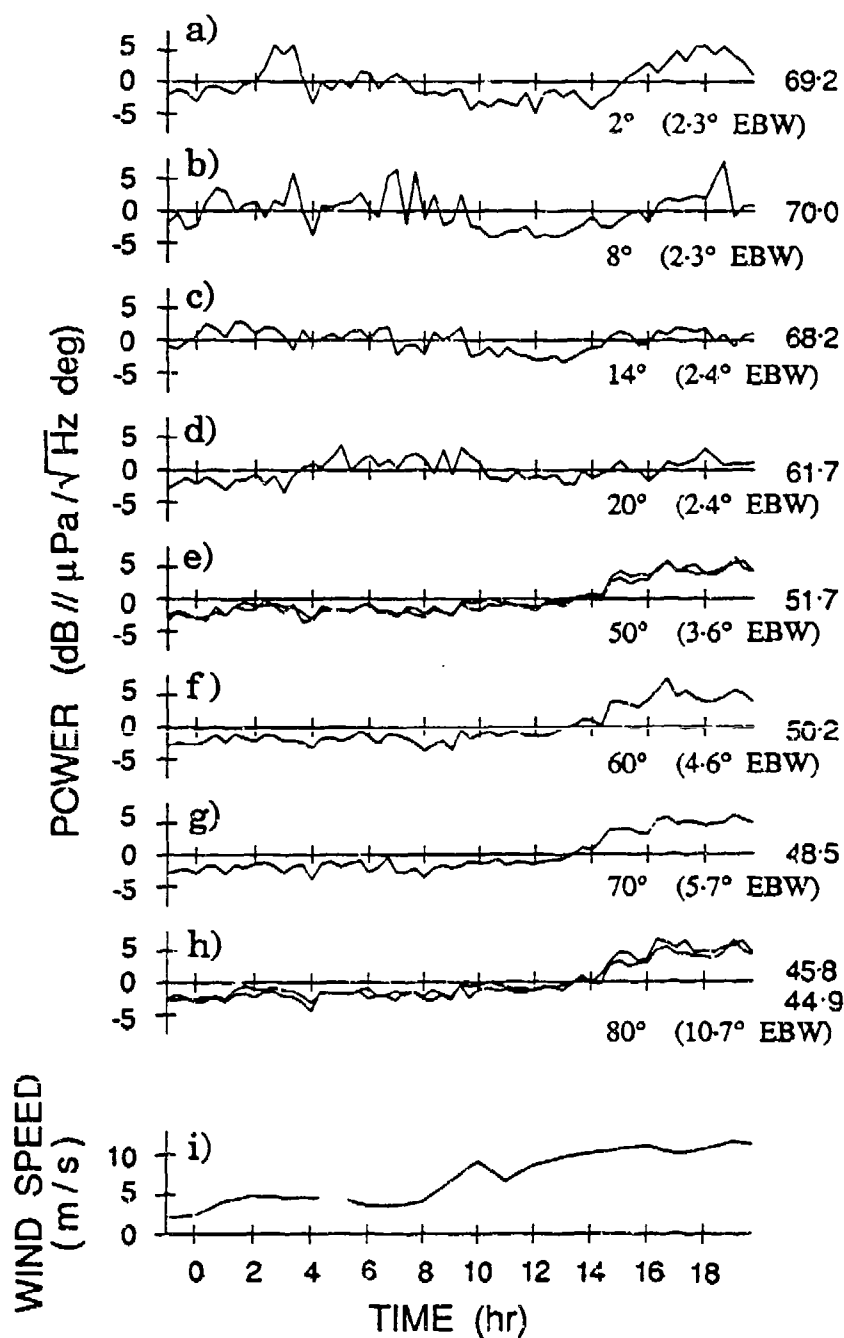 a)
5
0
-5
69.2
2° (2.3° EBW)
b)
5
0
-5
70.0
8° (2.3° EBW)
c)
5
0
-5
68.2
14° (2.4° EBW)
d)
5
0
-5
61.7
20° (2.4° EBW)
e)
5
0
-5
51.7
50° (3.6° EBW)
f)
5
0
-5
50.2
60° (4.6° EBW)
g)
5
0
-5
48.5
70° (5.7° EBW)
h)
5
0
-5
45.8
44.9
80° (10.7° EBW)
POWER (dB // μPa /√Hz deg)
i)
10
5
0
WIND SPEED
(m/s)
0 2 4 6 8 10 12 14 16 18
TIME (hr)